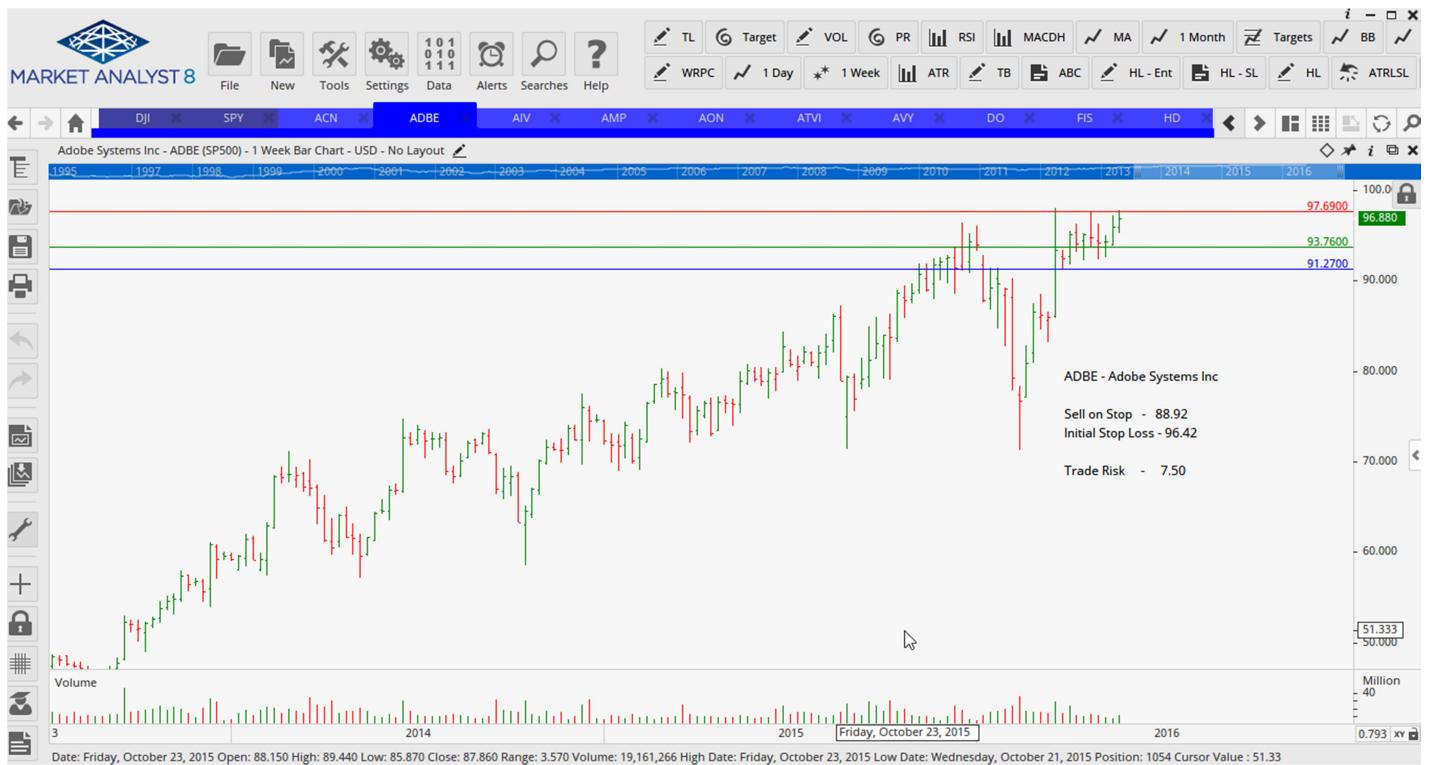 TL Target VOL PR RSI MACDH MA 1 Month Targets BB
MARKET ANALYST 8
File New Tools Settings Data Alerts Searches Help
WRPC 1 Day 1 Week ATR TB ABC HL - Ent HL - SL HL ATRLSL
DJI SPY ACN ADBE AIV AMP AON ATVI AVY DO FIS HD
Adobe Systems Inc - ADBE (SP500) - 1 Week Bar Chart - USD - No Layout
1995 1997 1998 1999 2000 2001 2002 2003 2004 2005 2006 2007 2008 2009 2010 2011 2012 2013 2014 2015 2016
100.0
97.6900
96.880
93.7600
91.2700
90.000
80.000
ADBE - Adobe Systems Inc
Sell on Stop - 88.92
Initial Stop Loss - 96.42
70.000
Trade Risk - 7.50
60.000
51.333
50.000
Volume
Million
40
3 2014 2015 Friday, October 23, 2015 2016 0.793 XY
Date: Friday, October 23, 2015 Open: 88.150 High: 89.440 Low: 85.870 Close: 87.860 Range: 3.570 Volume: 19,161,266 High Date: Friday, October 23, 2015 Low Date: Wednesday, October 21, 2015 Position: 1054 Cursor Value : 51.33